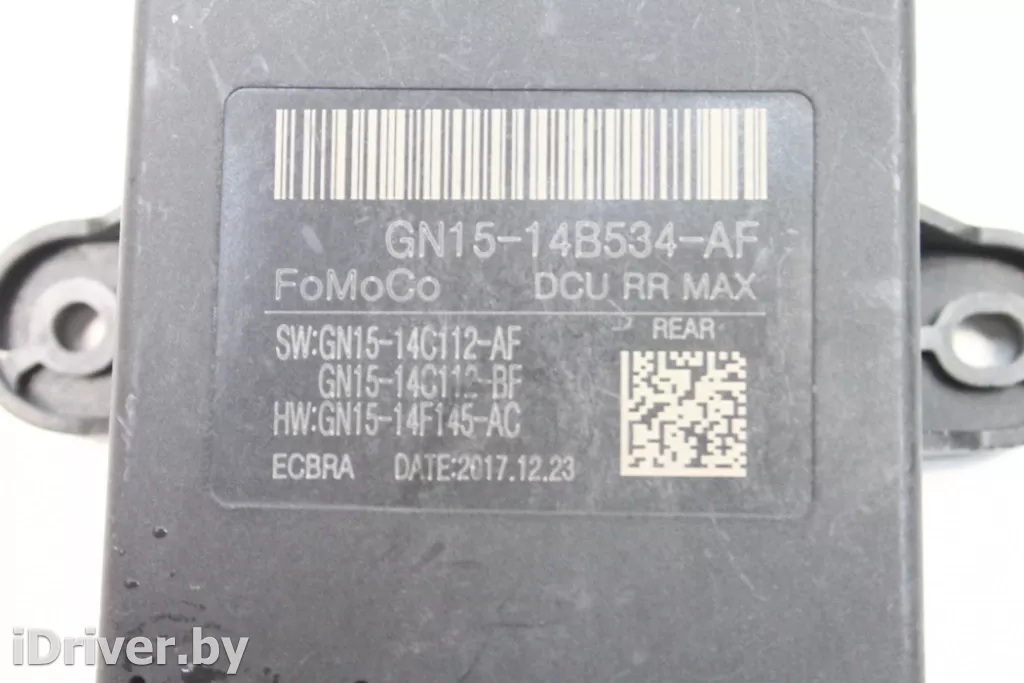 GN15-14B534-AF
FoMoCo DCU RR MAX
REAR
SW:GN15-14C112-AF
GN15-14C112-BF
HW:GN15-14F145-AC
ECBRA DATE:2017.12.23
iDriver.by